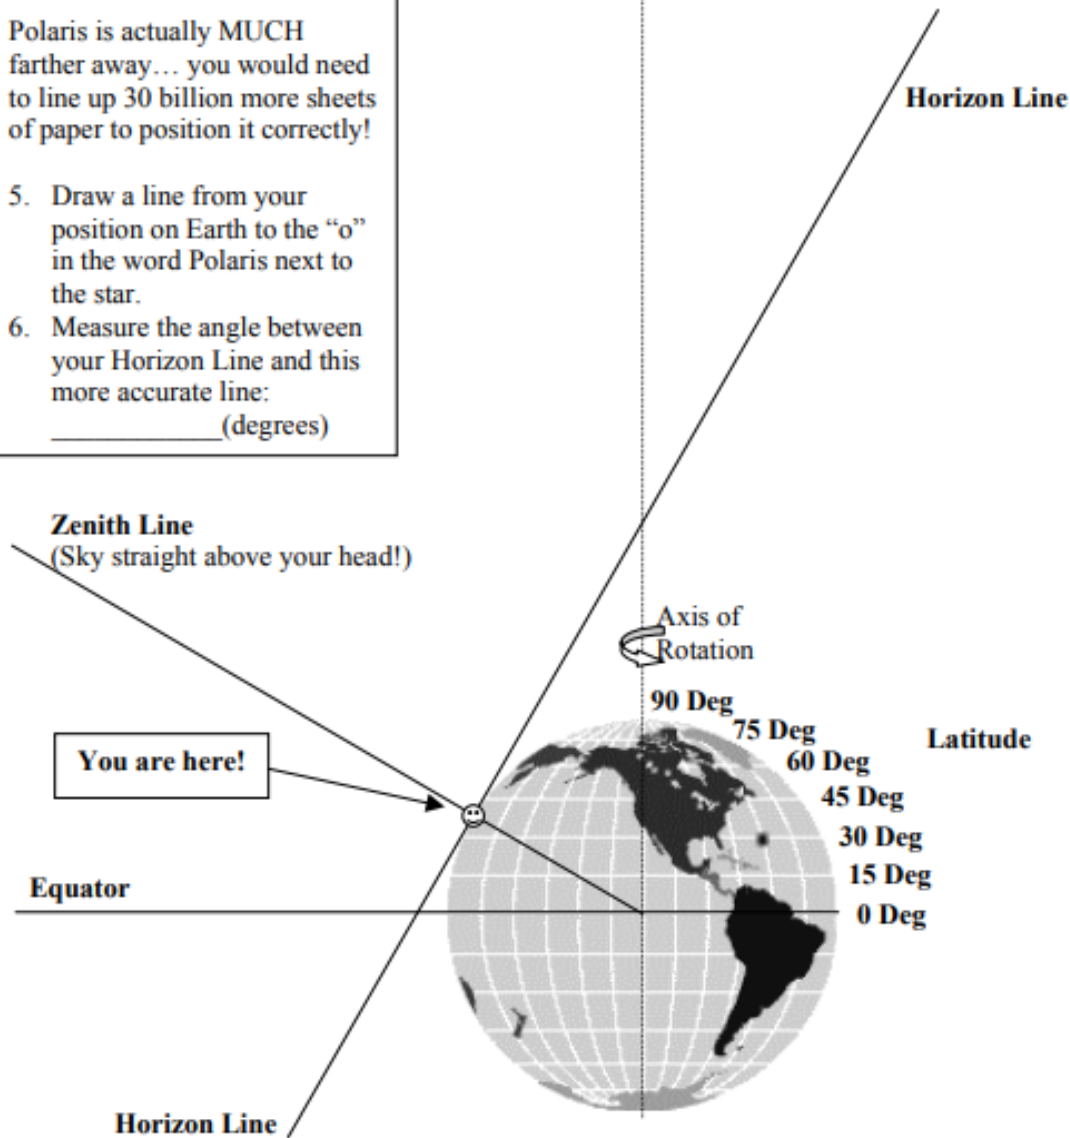 Polaris is actually MUCH
farther away… you would need
to line up 30 billion more sheets
of paper to position it correctly!
5. Draw a line from your
position on Earth to the “o”
in the word Polaris next to
the star.
6. Measure the angle between
your Horizon Line and this
more accurate line:
____________(degrees)
Horizon Line
Zenith Line
(Sky straight above your head!)
Axis of
Rotation
90 Deg
75 Deg
Latitude
60 Deg
You are here!
45 Deg
30 Deg
15 Deg
Equator
0 Deg
Horizon Line